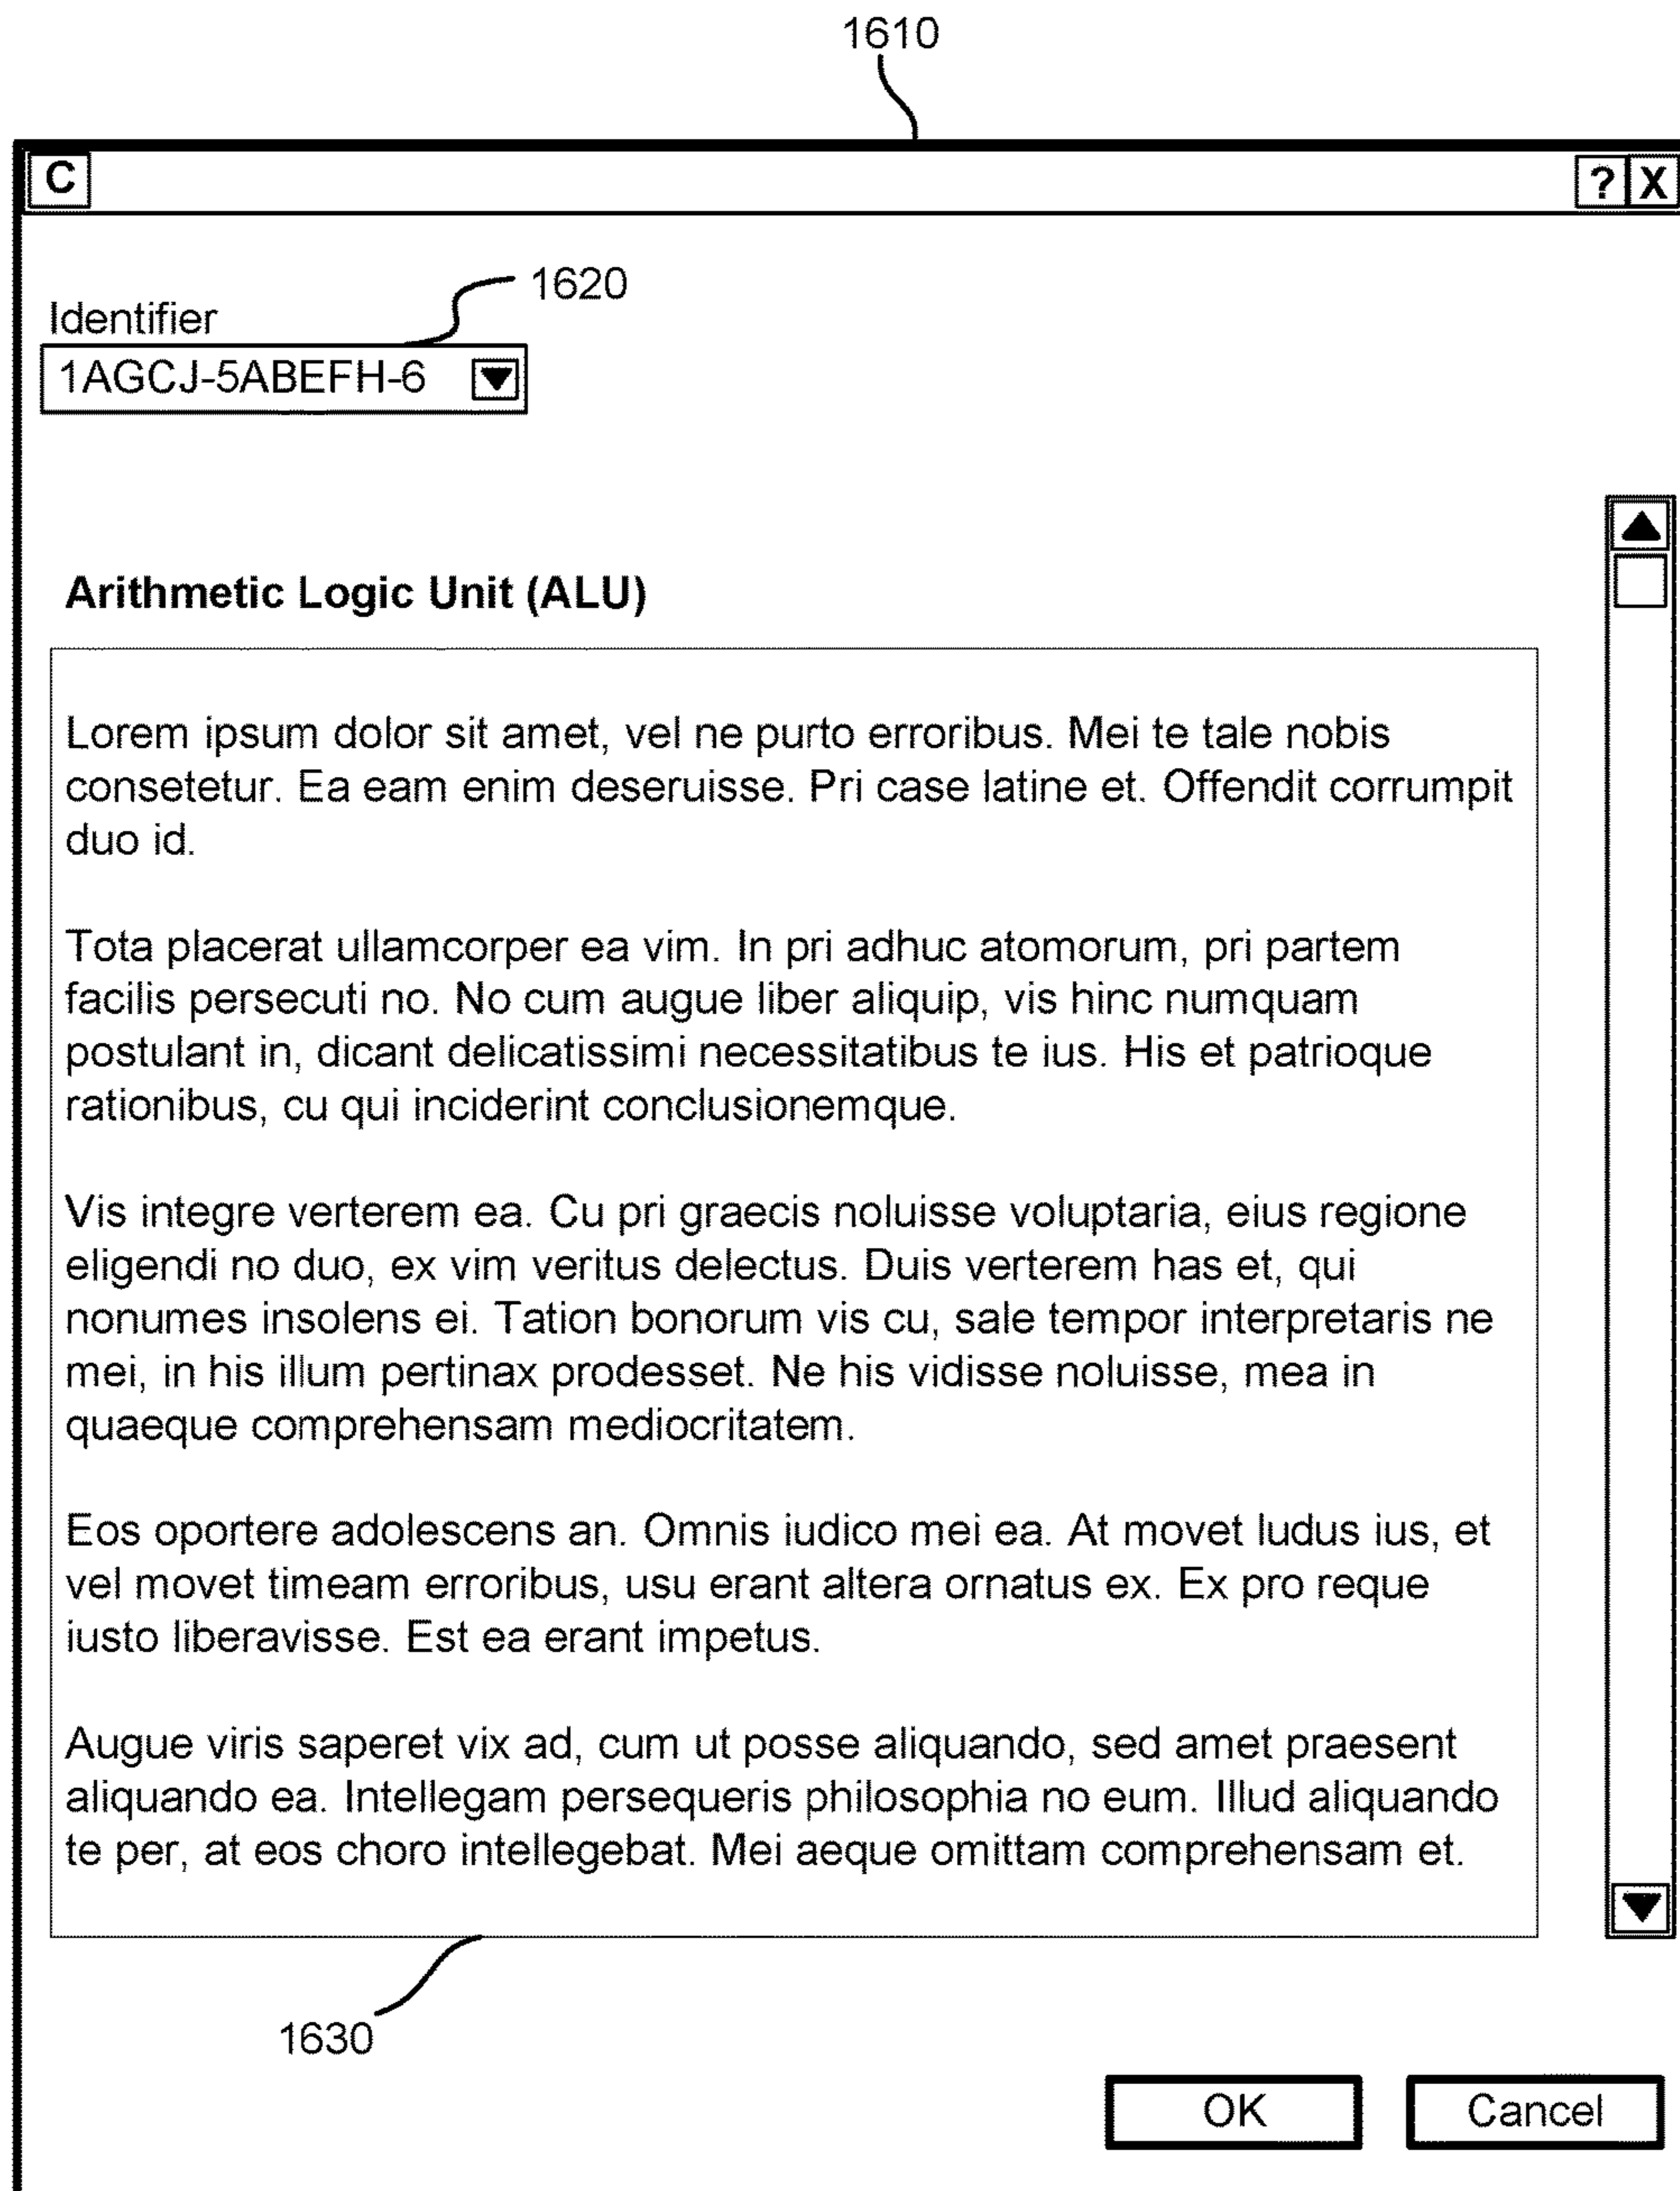 1610
C ? X
1620
Identifier
1AGCJ-5ABEFH-6
Arithmetic Logic Unit (ALU)
Lorem ipsum dolor sit amet, vel ne purto erroribus. Mei te tale nobis
consetetur. Ea eam enim deseruisse. Pri case latine et. Offendit corrumpit
duo id.
Tota placerat ullamcorper ea vim. In pri adhuc atomorum, pri partem
facilis persecuti no. No cum augue liber aliquip, vis hinc numquam
postulant in, dicant delicatissimi necessitatibus te ius. His et patrioque
rationibus, cu qui inciderint conclusionemque.
Vis integre verterem ea. Cu pri graecis noluisse voluptaria, eius regione
eligendi no duo, ex vim veritus delectus. Duis verterem has et, qui
nonumes insolens ei. Tation bonorum vis cu, sale tempor interpretaris ne
mei, in his illum pertinax prodesset. Ne his vidisse noluisse, mea in
quaeque comprehensam mediocritatem.
Eos oportere adolescens an. Omnis iudico mei ea. At movet ludus ius, et
vel movet timeam erroribus, usu erant altera ornatus ex. Ex pro reque
iusto liberavisse. Est ea erant impetus.
Augue viris saperet vix ad, cum ut posse aliquando, sed amet praesent
aliquando ea. Intellegam persequeris philosophia no eum. Illud aliquando
te per, at eos choro intellegebat. Mei aeque omittam comprehensam et.
1630
OK Cancel